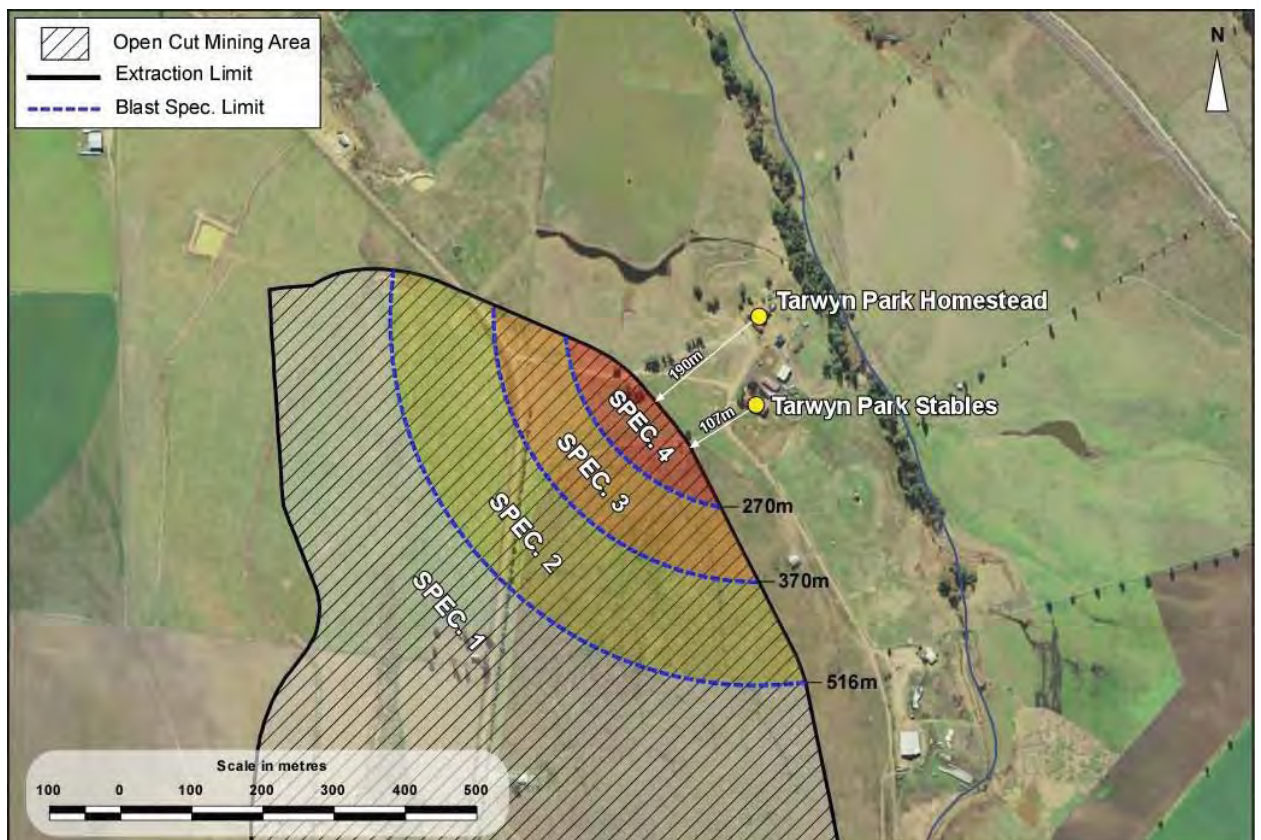 Open Cut Mining Area
Extraction Limit
Blast Spec. Limit
N
Tarwyn Park Homestead
190m
Tarwyn Park Stables
107m
SPEC. 4
SPEC. 3
270m
SPEC. 2
370m
SPEC. 1
516m
Scale in metres
100 0 100 200 300 400 500